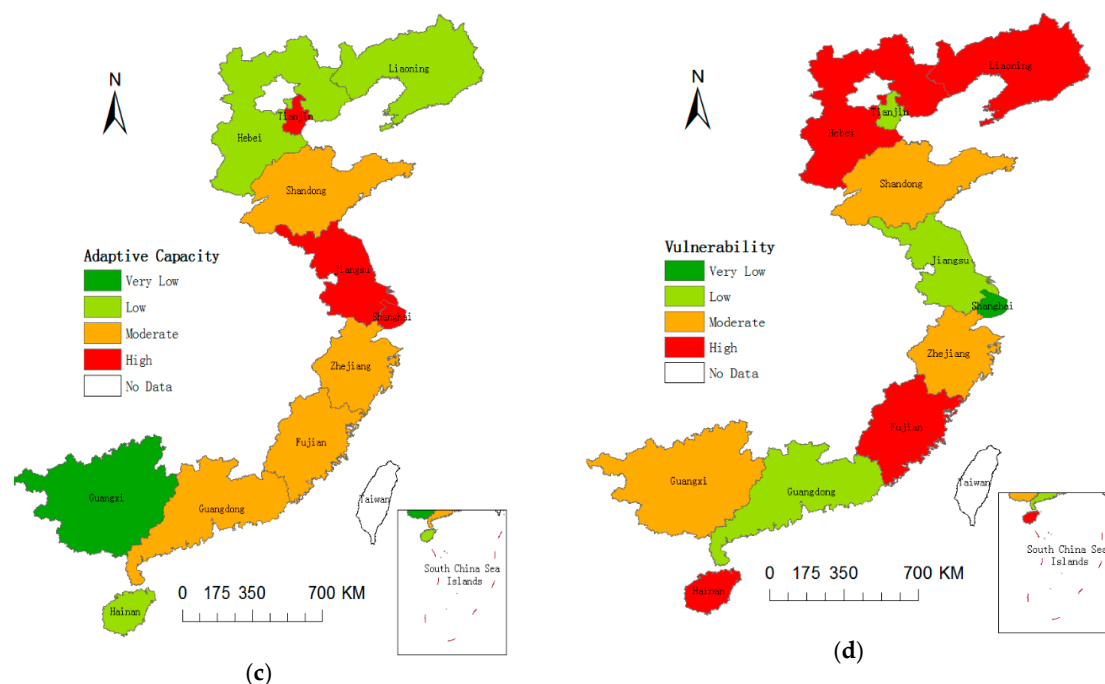 N
Liaoning
Tianjin
Hebei
Shandong
Adaptive Capacity
Very Low
Low
Moderate
High
No Data
Jiangsu
Shanghai
Zhejiang
Fujian
Guangxi
Guangdong
Taiwan
Hainan
South China Sea
Islands
0 175 350 700 KM
(c)
N
Liaoning
Tianjin
Hebei
Shandong
Vulnerability
Very Low
Low
Moderate
High
No Data
Jiangsu
Shanghai
Zhejiang
Fujian
Guangxi
Guangdong
Taiwan
Hainan
South China Sea
Islands
0 175 350 700 KM
(d)